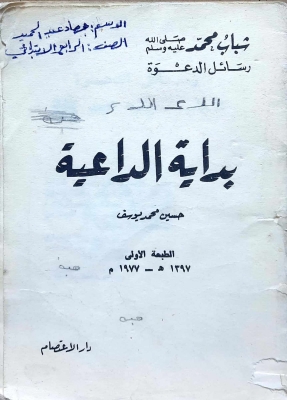 الاسم: جهاد عبد الحميد
الصف: الرابع الابتدائي
شباب محمد صلى الله عليه وسلم
رسائل الدعوة
بداية الداعية
حسين محمد يوسف
الطبعة الأولى
١٣٩٧ هـ - ١٩٧٧ م
دار الاعتصام